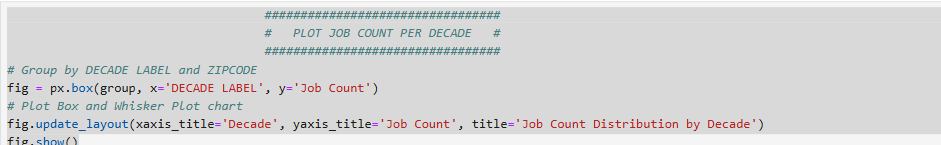 #################################
#   PLOT JOB COUNT PER DECADE   #
#################################
# Group by DECADE LABEL and ZIPCODE
fig = px.box(group, x='DECADE LABEL', y='Job Count')
# Plot Box and Whisker Plot chart
fig.update_layout(xaxis_title='Decade', yaxis_title='Job Count', title='Job Count Distribution by Decade')
fig.show()